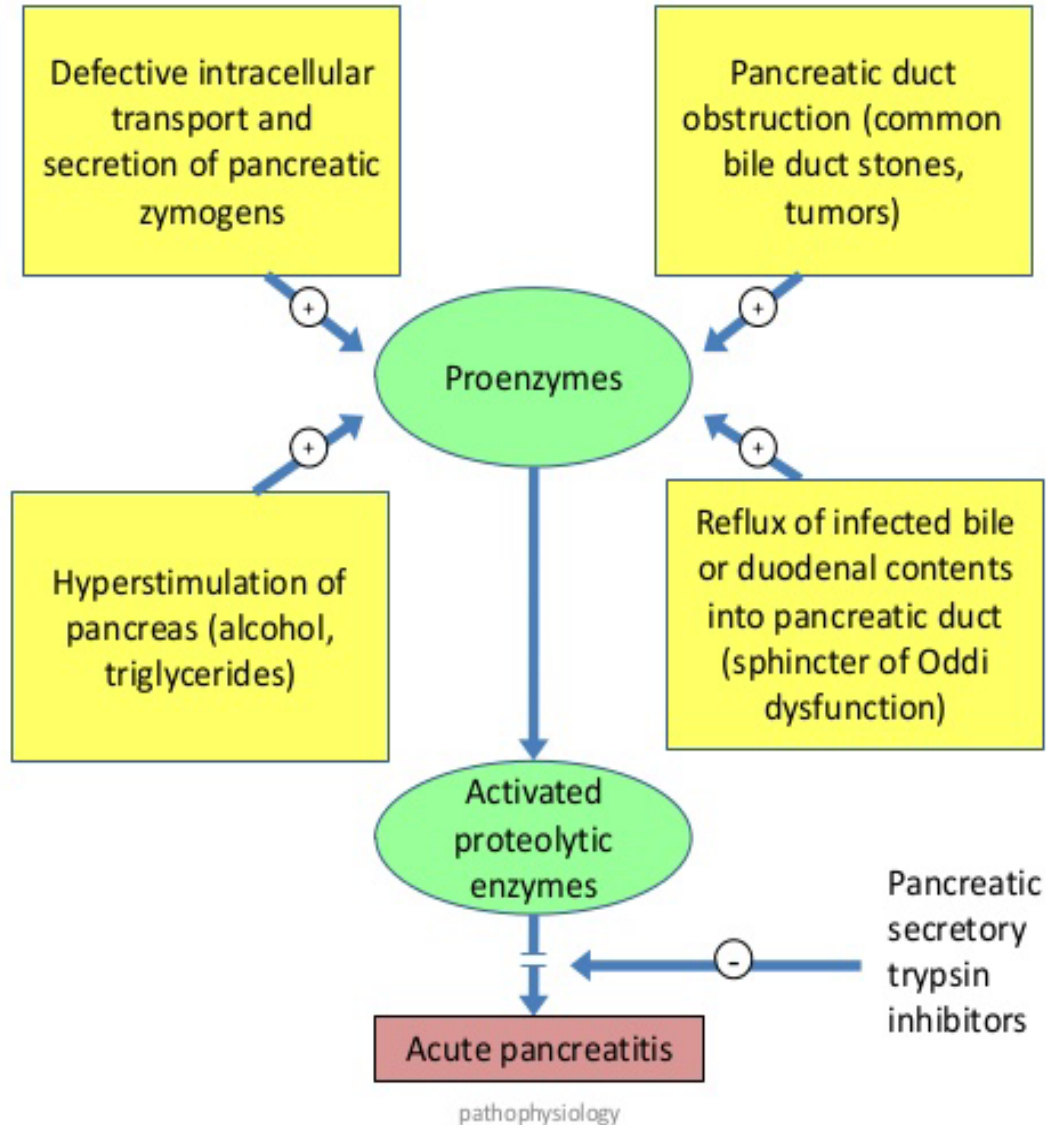 Defective intracellular
transport and
secretion of pancreatic
zymogens
Pancreatic duct
obstruction (common
bile duct stones,
tumors)
+
+
Proenzymes
+
+
Hyperstimulation of
pancreas (alcohol,
triglycerides)
Reflux of infected bile
or duodenal contents
into pancreatic duct
(sphincter of Oddi
dysfunction)
Activated
proteolytic
enzymes
Pancreatic
secretory
trypsin
inhibitors
-
Acute pancreatitis
pathophysiology